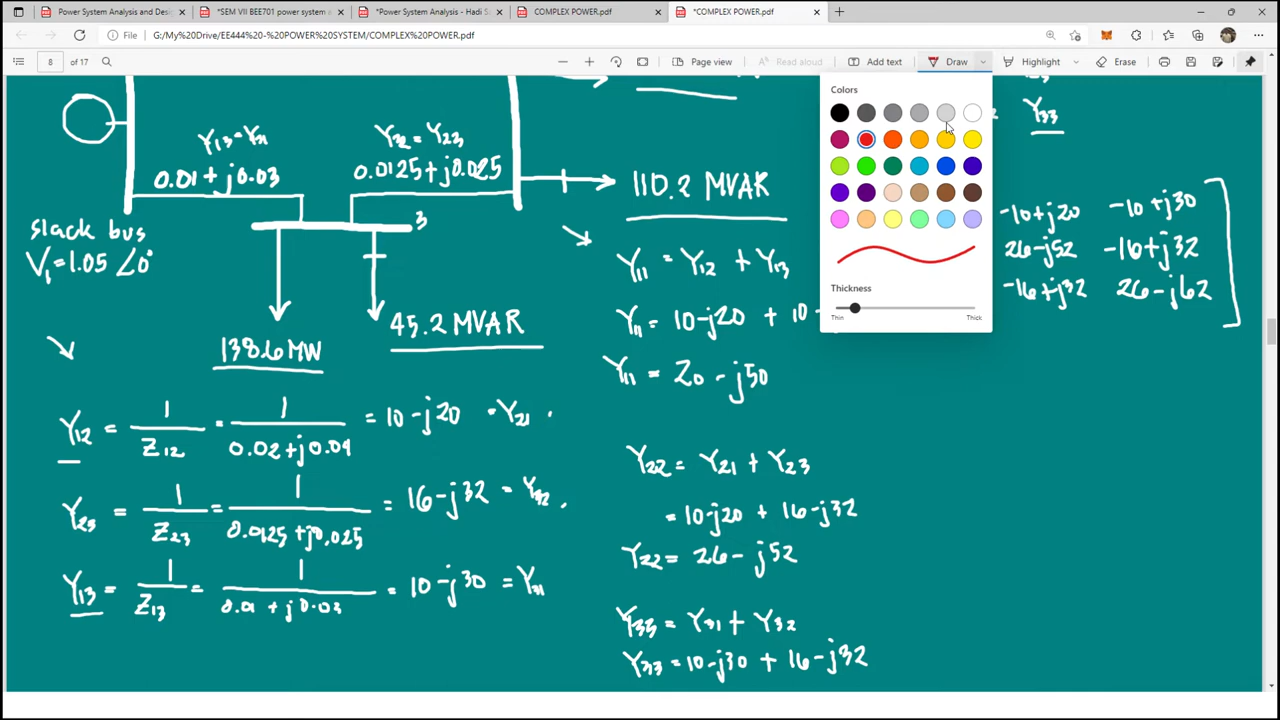 Power System Analysis and Des
*SEM VII BEE701 power system a
*Power System Analysis - Hadi S
COMPLEX POWER.pdf
*COMPLEX POWER.pdf
File
G:/My%20Drive/EE444%20-%20POWER%20SYSTEM/COMPLEX%20POWER.pdf
8 of 17
Page view
Read aloud
Add text
Draw
Highlight
Erase
Colors
Thickness
Thin
Thick
Y13=Y31
0.01+j0.03
Y32=Y23
0.0125+j0.025
3
slack bus
V1=1.05∠0°
138.6MW
45.2MVAR
110.2 MVAR
Y12 = 1/Z12 = 1/0.02+j0.04 = 10-j20 = Y21
Y23 = 1/Z23 = 1/0.0125+j0.025 = 16-j32 = Y32
Y13 = 1/Z13 = 1/0.01+j0.03 = 10-j30 = Y31
Y11 = Y12 + Y13
Y11 = 10-j20 + 10-
Y11 = 20-j50
Y22 = Y21 + Y23
= 10-j20 + 16-j32
Y22 = 26-j52
Y33 = Y31 + Y32
Y33 = 10-j30 + 16-j32
Y33
-10+j20 -10+j30
26-j52 -16+j32
-16+j32 26-j62